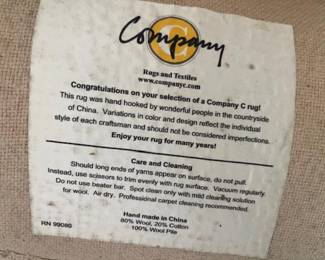 Company
C
Rugs and Textiles
www.companyc.com
Congratulations on your selection of a Company C rug!
This rug was hand hooked by wonderful people in the countryside
of China. Variations in color and design reflect the individual
style of each craftsman and should not be considered imperfections.
Enjoy your rug for many years!
Care and Cleaning
Should long ends of yarns appear on surface, do not pull.
Instead, use scissors to trim evenly with rug surface. Vacuum regularly.
Do not use beater bar. Spot clean only with mild cleaning solution
for wool. Air dry. Professional carpet cleaning recommended.
Hand made in China
80% Wool, 20% Cotton
100% Wool Pile
RN 99080